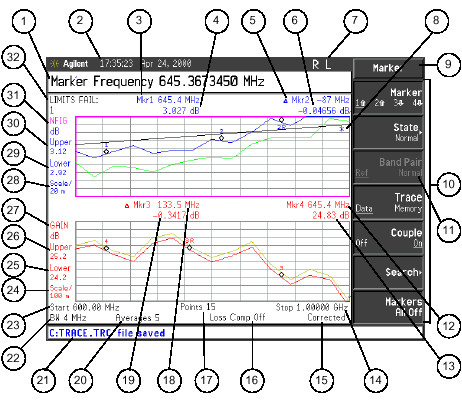 1 2 3 4 5 6 7 8
Agilent 17:35:23 Apr 24, 2000 R L
Marker Frequency 645.3673450 MHz
LIMITS FAIL: Mkr1 645.4 MHz Mkr2 -87 MHz
1 3.027 dB -0.04656 dB
NFIG
dB
Upper
3.12
Lower
2.92
Scale/
20 m
Mkr3 133.5 MHz Mkr4 645.4 MHz
-0.3417 dB 24.83 dB
GAIN
dB
Upper
26.2
Lower
24.2
Scale/
100 m
Start 600.00 MHz Points 15 Stop 1.00000 GHz
BW 4 MHz Averages 5 Loss Comp Off Corrected
C:TRACE.TRC file saved
Marker
Marker
1 2 3 4
State
Normal
Band Pair
Ref Normal
Trace
Data Memory
Couple
Off On
Search
Markers
All Off
9
10
11
12
13
32
31
30
29
28
27
26
25
24
23
22
21 20 19 18 17 16 15 14